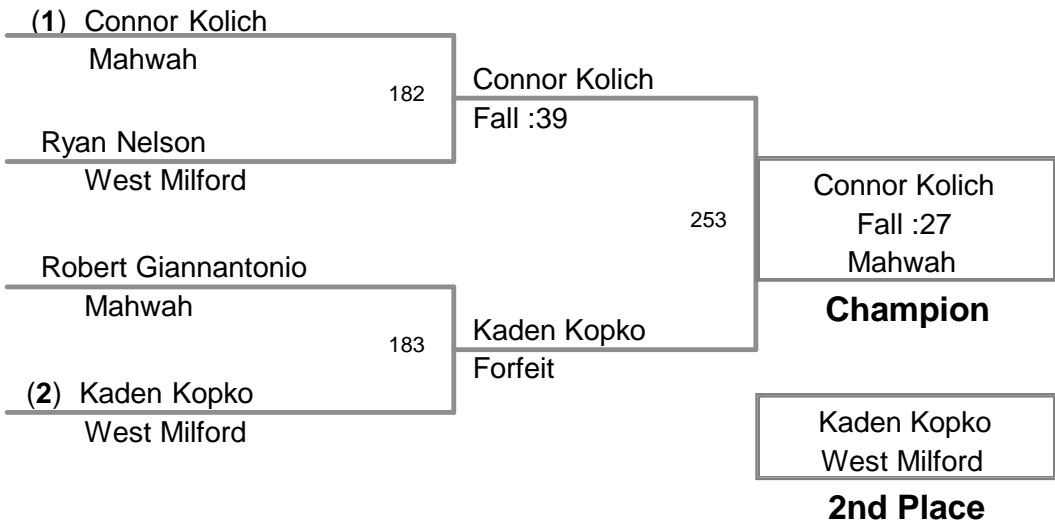 (1) Connor Kolich
Mahwah
182
Connor Kolich
Fall :39
Ryan Nelson
West Milford
253
Connor Kolich
Fall :27
Mahwah
Champion
Robert Giannantonio
Mahwah
183
Kaden Kopko
Forfeit
(2) Kaden Kopko
West Milford
Kaden Kopko
West Milford
2nd Place